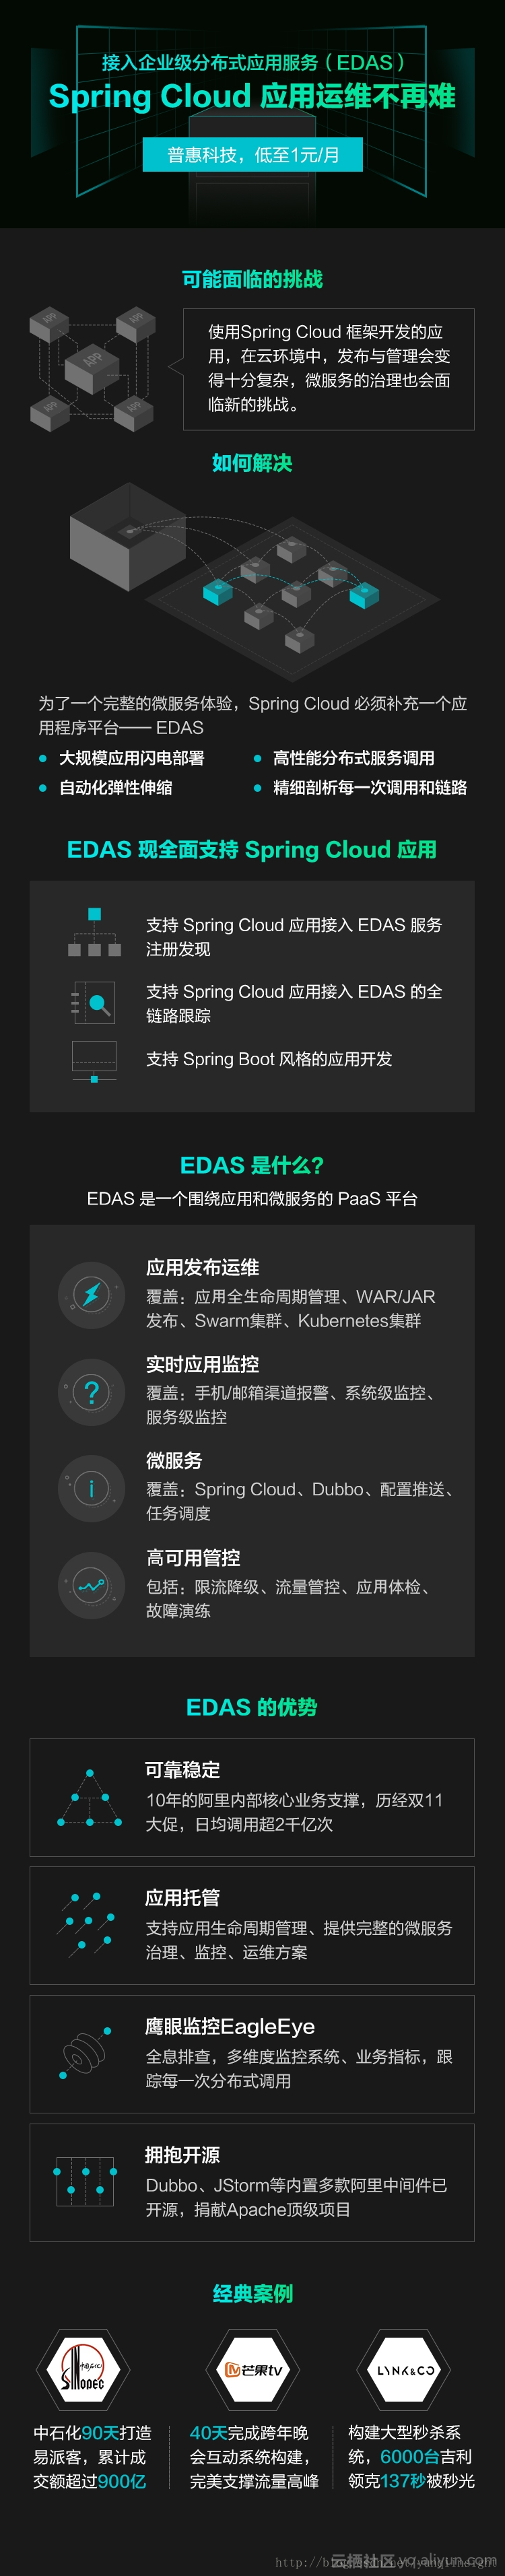 接入企业级分布式应用服务（EDAS）
Spring Cloud 应用运维不再难
普惠科技，低至1元/月
可能面临的挑战
APP
APP
APP
APP
APP
使用Spring Cloud 框架开发的应
用，在云环境中，发布与管理会变
得十分复杂，微服务的治理也会面
临新的挑战。
如何解决
为了一个完整的微服务体验，Spring Cloud 必须补充一个应
用程序平台—— EDAS
大规模应用闪电部署
高性能分布式服务调用
自动化弹性伸缩
精细剖析每一次调用和链路
EDAS 现全面支持 Spring Cloud 应用
支持 Spring Cloud 应用接入 EDAS 服务
注册发现
支持 Spring Cloud 应用接入 EDAS 的全
链路跟踪
支持 Spring Boot 风格的应用开发
EDAS 是什么?
EDAS 是一个围绕应用和微服务的 PaaS 平台
应用发布运维
覆盖：应用全生命周期管理、WAR/JAR
发布、Swarm集群、Kubernetes集群
?
实时应用监控
覆盖：手机/邮箱渠道报警、系统级监控、
服务级监控
i
微服务
覆盖：Spring Cloud、Dubbo、配置推送、
任务调度
高可用管控
包括：限流降级、流量管控、应用体检、
故障演练
EDAS 的优势
可靠稳定
10年的阿里内部核心业务支撑，历经双11
大促，日均调用超2千亿次
应用托管
支持应用生命周期管理、提供完整的微服务
治理、监控、运维方案
鹰眼监控EagleEye
全息排查，多维度监控系统、业务指标，跟
踪每一次分布式调用
拥抱开源
Dubbo、JStorm等内置多款阿里中间件已
开源，捐献Apache顶级项目
经典案例
中国石化
SINOPEC
芒果tv
LYNK&CO
中石化90天打造
易派客，累计成
交额超过900亿
40天完成跨年晚
会互动系统构建，
完美支撑流量高峰
构建大型秒杀系
统，6000台吉利
领克137秒被秒光
云栖社区 yq.aliyun.com